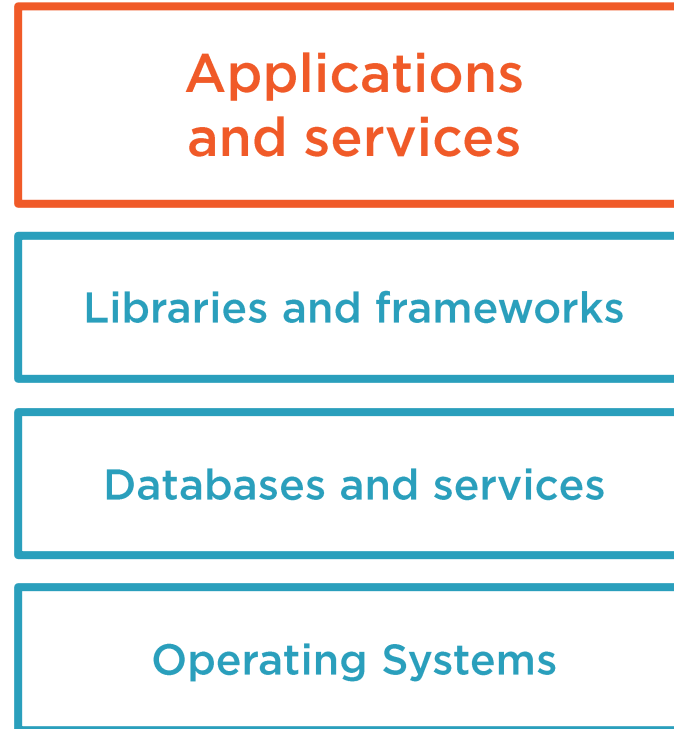 Applications
and services
Libraries and frameworks
Databases and services
Operating Systems